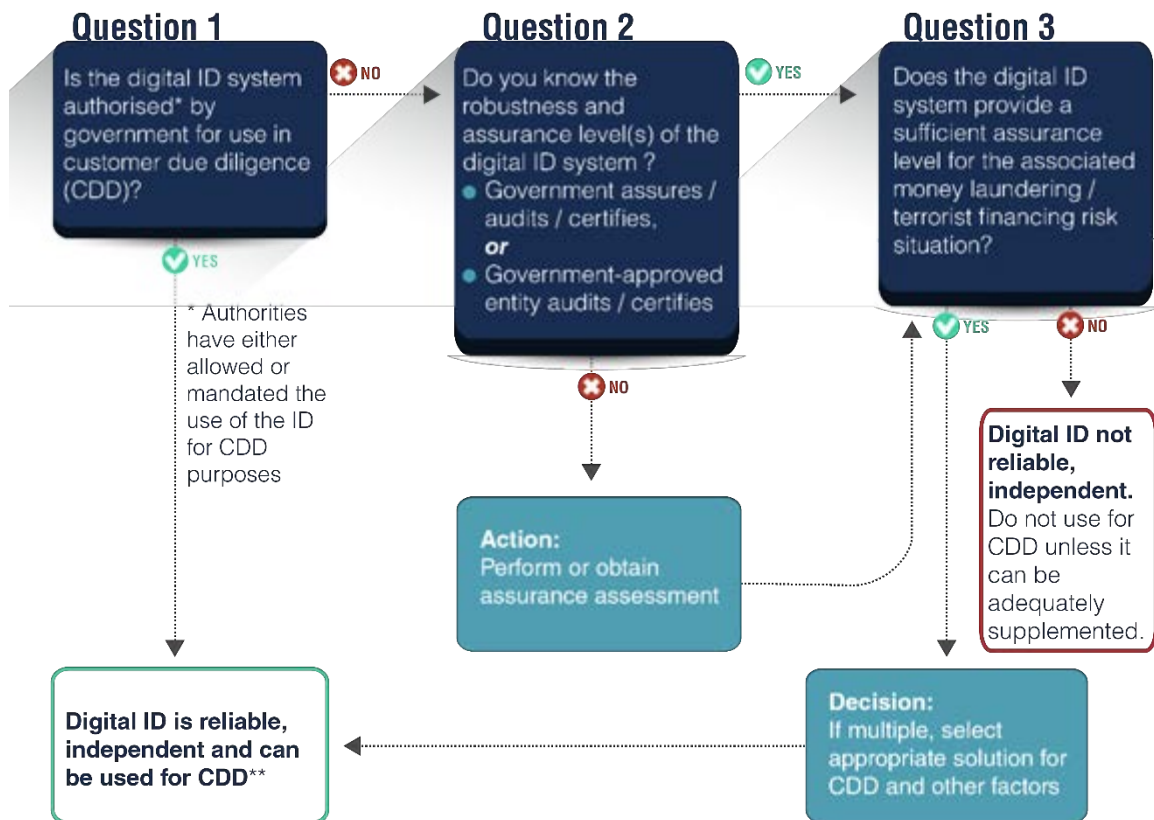 Question 1
Is the digital ID system
authorised* by
government for use in
customer due diligence
(CDD)?
NO
YES
* Authorities
have either
allowed or
mandated the
use of the ID
for CDD
purposes
Question 2
Do you know the
robustness and
assurance level(s) of the
digital ID system ?
Government assures /
audits / certifies,
or
Government-approved
entity audits / certifies
YES
NO
Action:
Perform or obtain
assurance assessment
Question 3
Does the digital ID
system provide a
sufficient assurance
level for the associated
money laundering /
terrorist financing risk
situation?
YES
NO
Digital ID not
reliable,
independent.
Do not use for
CDD unless it
can be
adequately
supplemented.
Decision:
If multiple, select
appropriate solution for
CDD and other factors
Digital ID is reliable,
independent and can
be used for CDD**